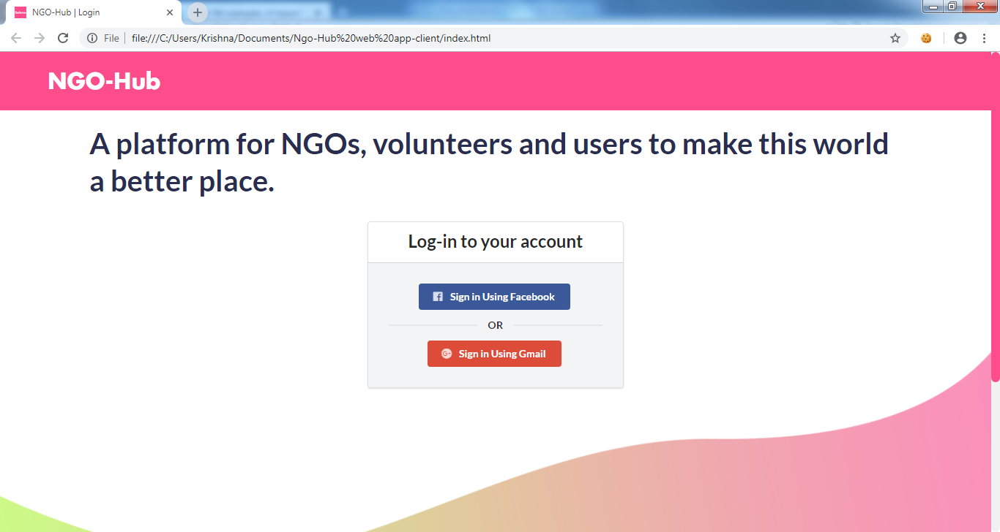 NGO-Hub | Login
File
file:///C:/Users/Krishna/Documents/Ngo-Hub%20web%20app-client/index.html
NGO-Hub
A platform for NGOs, volunteers and users to make this world
a better place.
Log-in to your account
Sign in Using Facebook
OR
Sign in Using Gmail